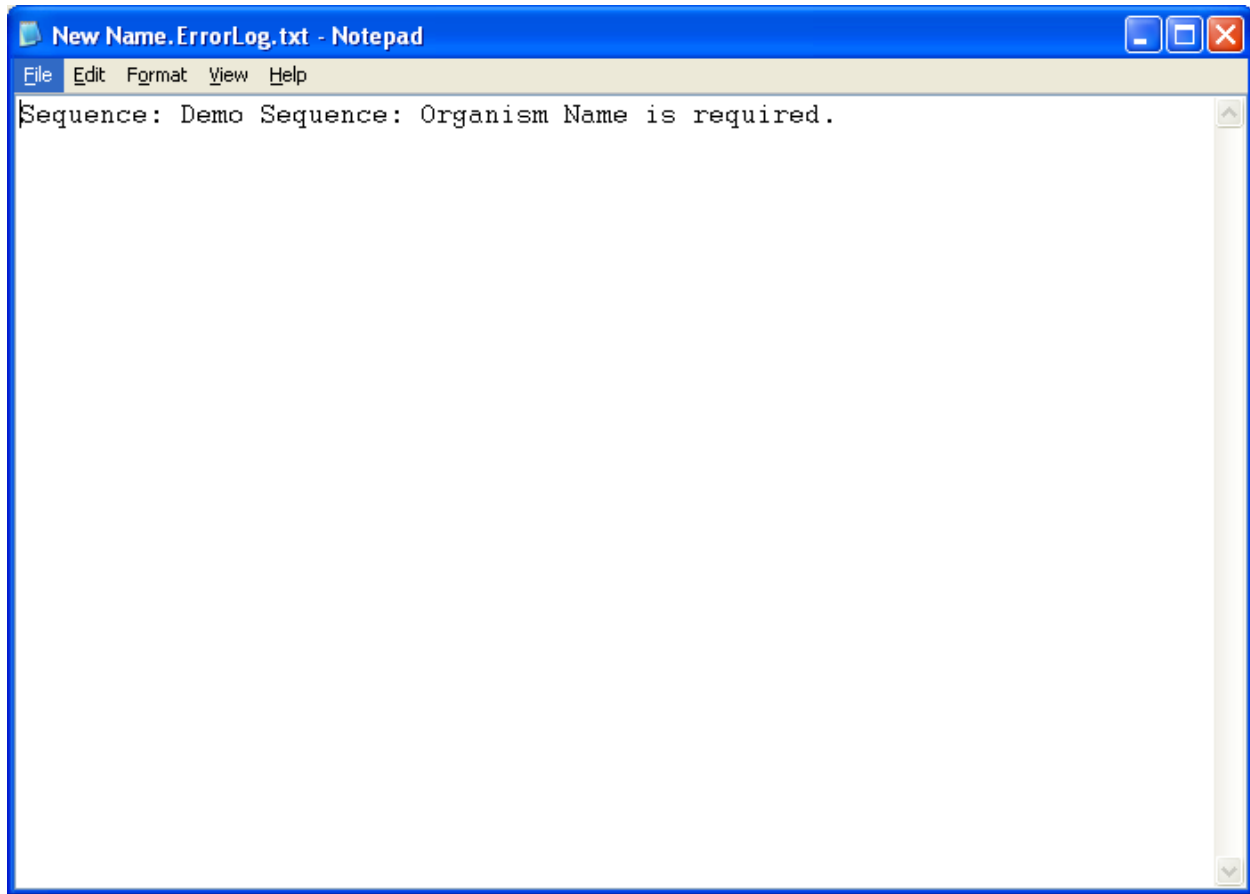 New Name.ErrorLog.txt - Notepad
File Edit Format View Help
Sequence: Demo Sequence: Organism Name is required.